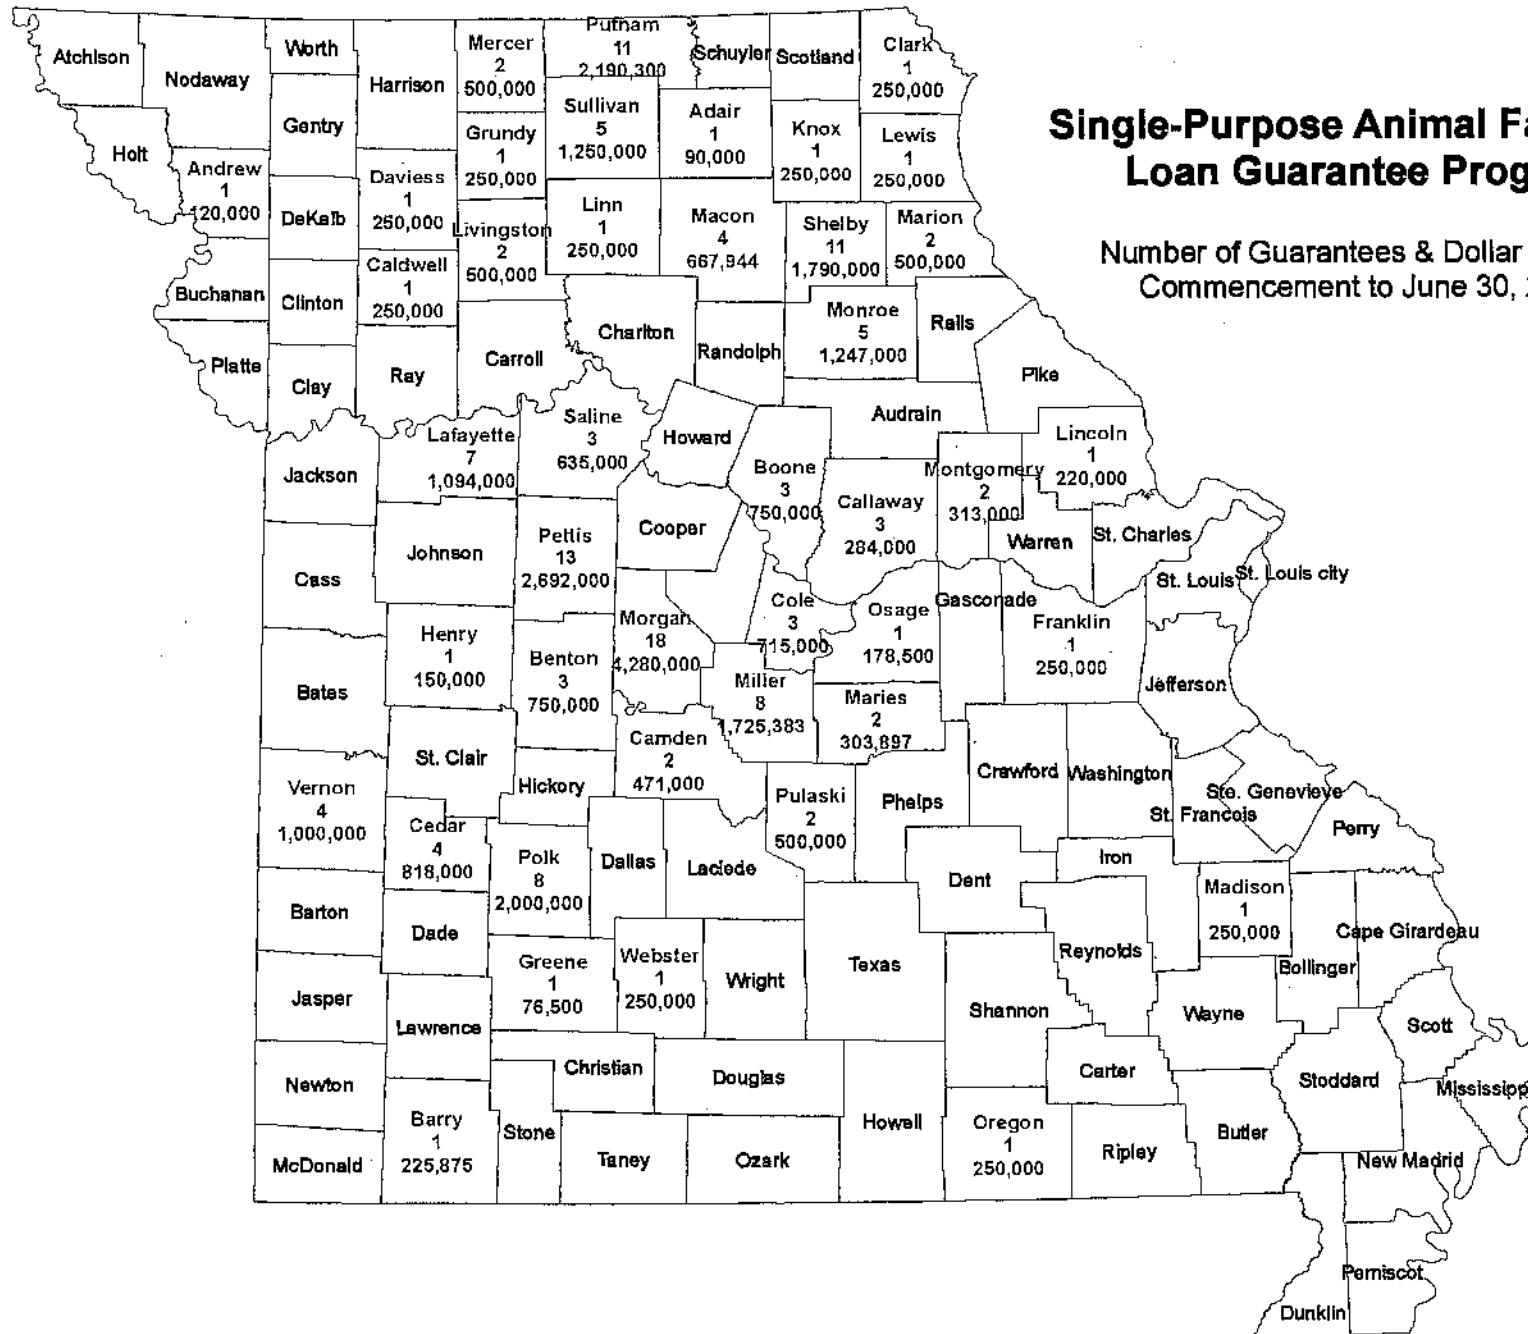 Single-Purpose Animal Fa
Loan Guarantee Prog
Number of Guarantees & Dollar
Commencement to June 30,
Atchison
Nodaway
Worth
Harrison
Mercer
2
500,000
Putnam
11
2,190,300
Schuyler
Scotland
Clark
1
250,000
Holt
Andrew
1
120,000
Gentry
DeKalb
Daviess
1
250,000
Grundy
1
250,000
Sullivan
5
1,250,000
Adair
1
90,000
Knox
1
250,000
Lewis
1
250,000
Livingston
2
500,000
Linn
1
250,000
Macon
4
667,944
Shelby
11
1,790,000
Marion
2
500,000
Buchanan
Clinton
Caldwell
1
250,000
Platte
Clay
Ray
Carroll
Chariton
Randolph
Monroe
5
1,247,000
Ralls
Pike
Audrain
Jackson
Lafayette
7
1,094,000
Saline
3
635,000
Howard
Boone
3
750,000
Callaway
3
284,000
Montgomery
2
313,000
Lincoln
1
220,000
Warren
St. Charles
St. Louis
St. Louis city
Cass
Johnson
Pettis
13
2,692,000
Cooper
Morgan
18
4,280,000
Cole
3
715,000
Osage
1
178,500
Gasconade
Franklin
1
250,000
Jefferson
Bates
Henry
1
150,000
Benton
3
750,000
Miller
8
1,725,383
Maries
2
303,897
St. Clair
Hickory
Camden
2
471,000
Pulaski
2
500,000
Phelps
Crawford
Washington
St. Francois
Ste. Genevieve
Perry
Vernon
4
1,000,000
Cedar
4
818,000
Polk
8
2,000,000
Dallas
Laclede
Dent
Iron
Madison
1
250,000
Bollinger
Cape Girardeau
Barton
Dade
Greene
1
76,500
Webster
1
250,000
Wright
Texas
Shannon
Reynolds
Wayne
Scott
Jasper
Lawrence
Christian
Douglas
Howell
Carter
Butler
Stoddard
Mississipp
Newton
McDonald
Barry
1
225,875
Stone
Taney
Ozark
Oregon
1
250,000
Ripley
New Madrid
Pemiscot
Dunklin